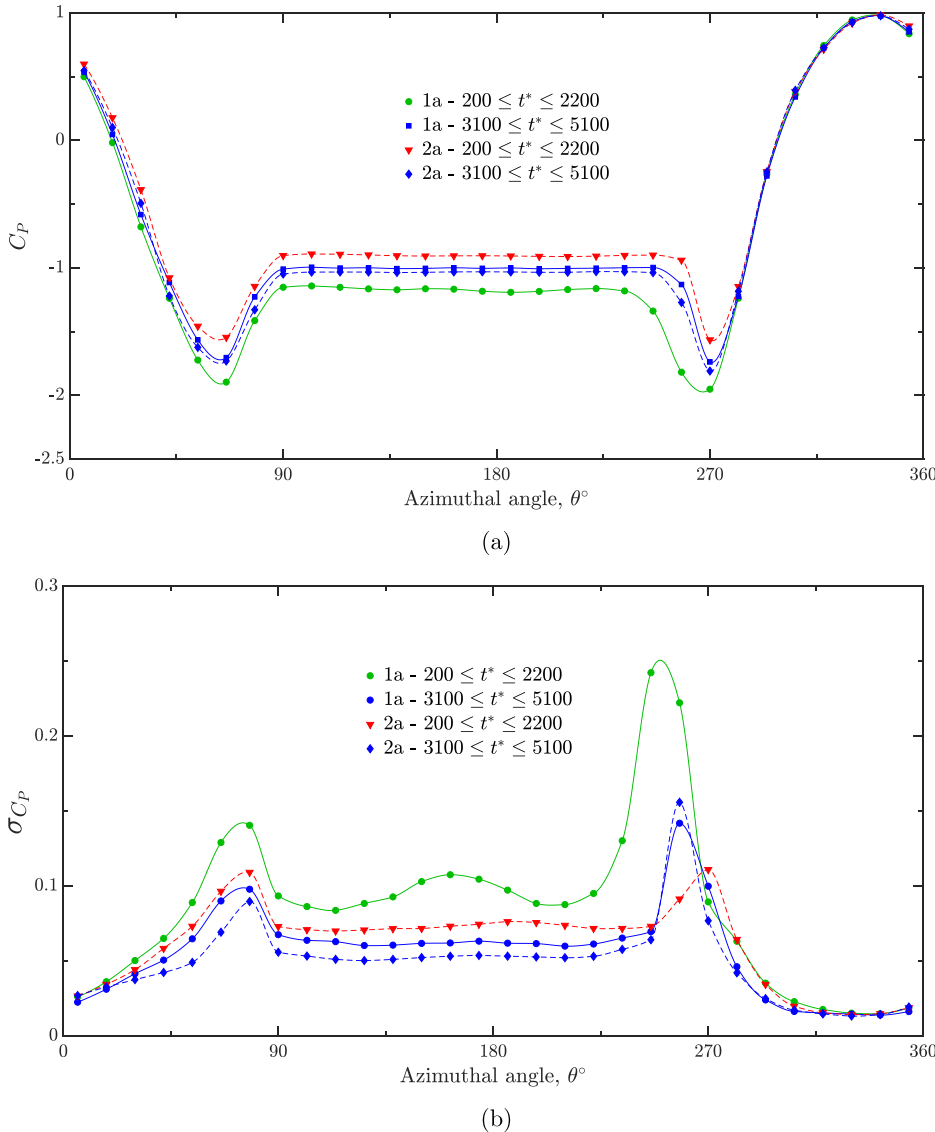 1
0
-1
-2
-2.5
C_P
1a - 200 ≤ t* ≤ 2200
1a - 3100 ≤ t* ≤ 5100
2a - 200 ≤ t* ≤ 2200
2a - 3100 ≤ t* ≤ 5100
0 90 180 270 360
Azimuthal angle, θ°
(a)
0.3
0.2
0.1
0
σ_{C_P}
1a - 200 ≤ t* ≤ 2200
1a - 3100 ≤ t* ≤ 5100
2a - 200 ≤ t* ≤ 2200
2a - 3100 ≤ t* ≤ 5100
0 90 180 270 360
Azimuthal angle, θ°
(b)